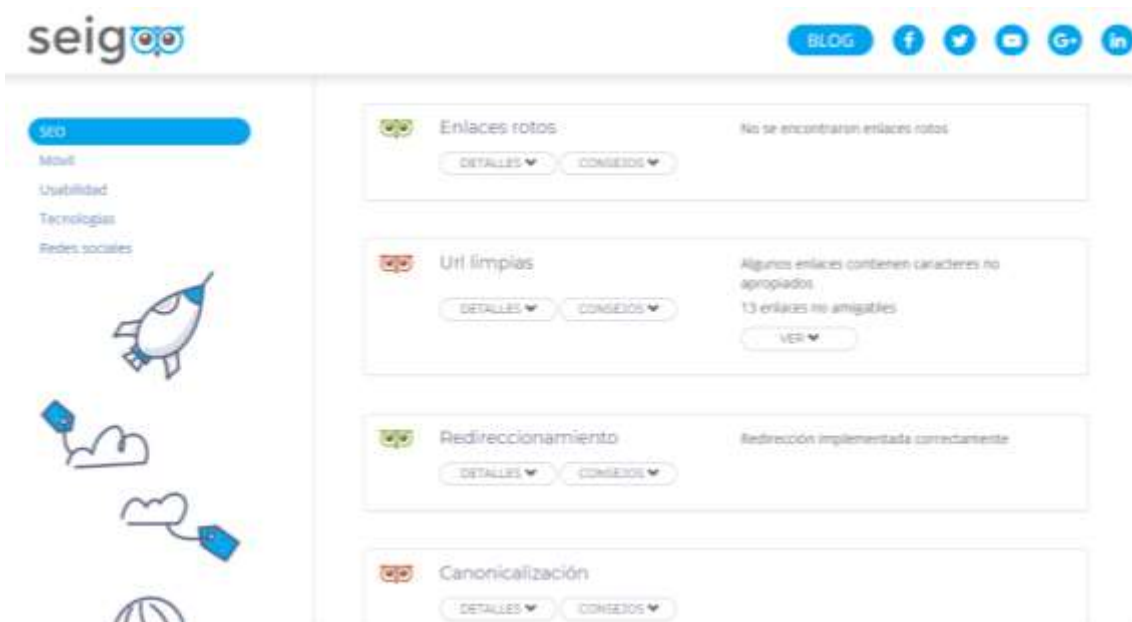 seigoo
BLOG
SEO
Móvil
Usabilidad
Tecnologías
Redes sociales
Enlaces rotos
No se encontraron enlaces rotos
DETALLES
CONSEJOS
Url limpias
Algunos enlaces contienen caracteres no
apropiados
13 enlaces no amigables
DETALLES
CONSEJOS
VER
Redireccionamiento
Redirección implementada correctamente
DETALLES
CONSEJOS
Canonicalización
DETALLES
CONSEJOS